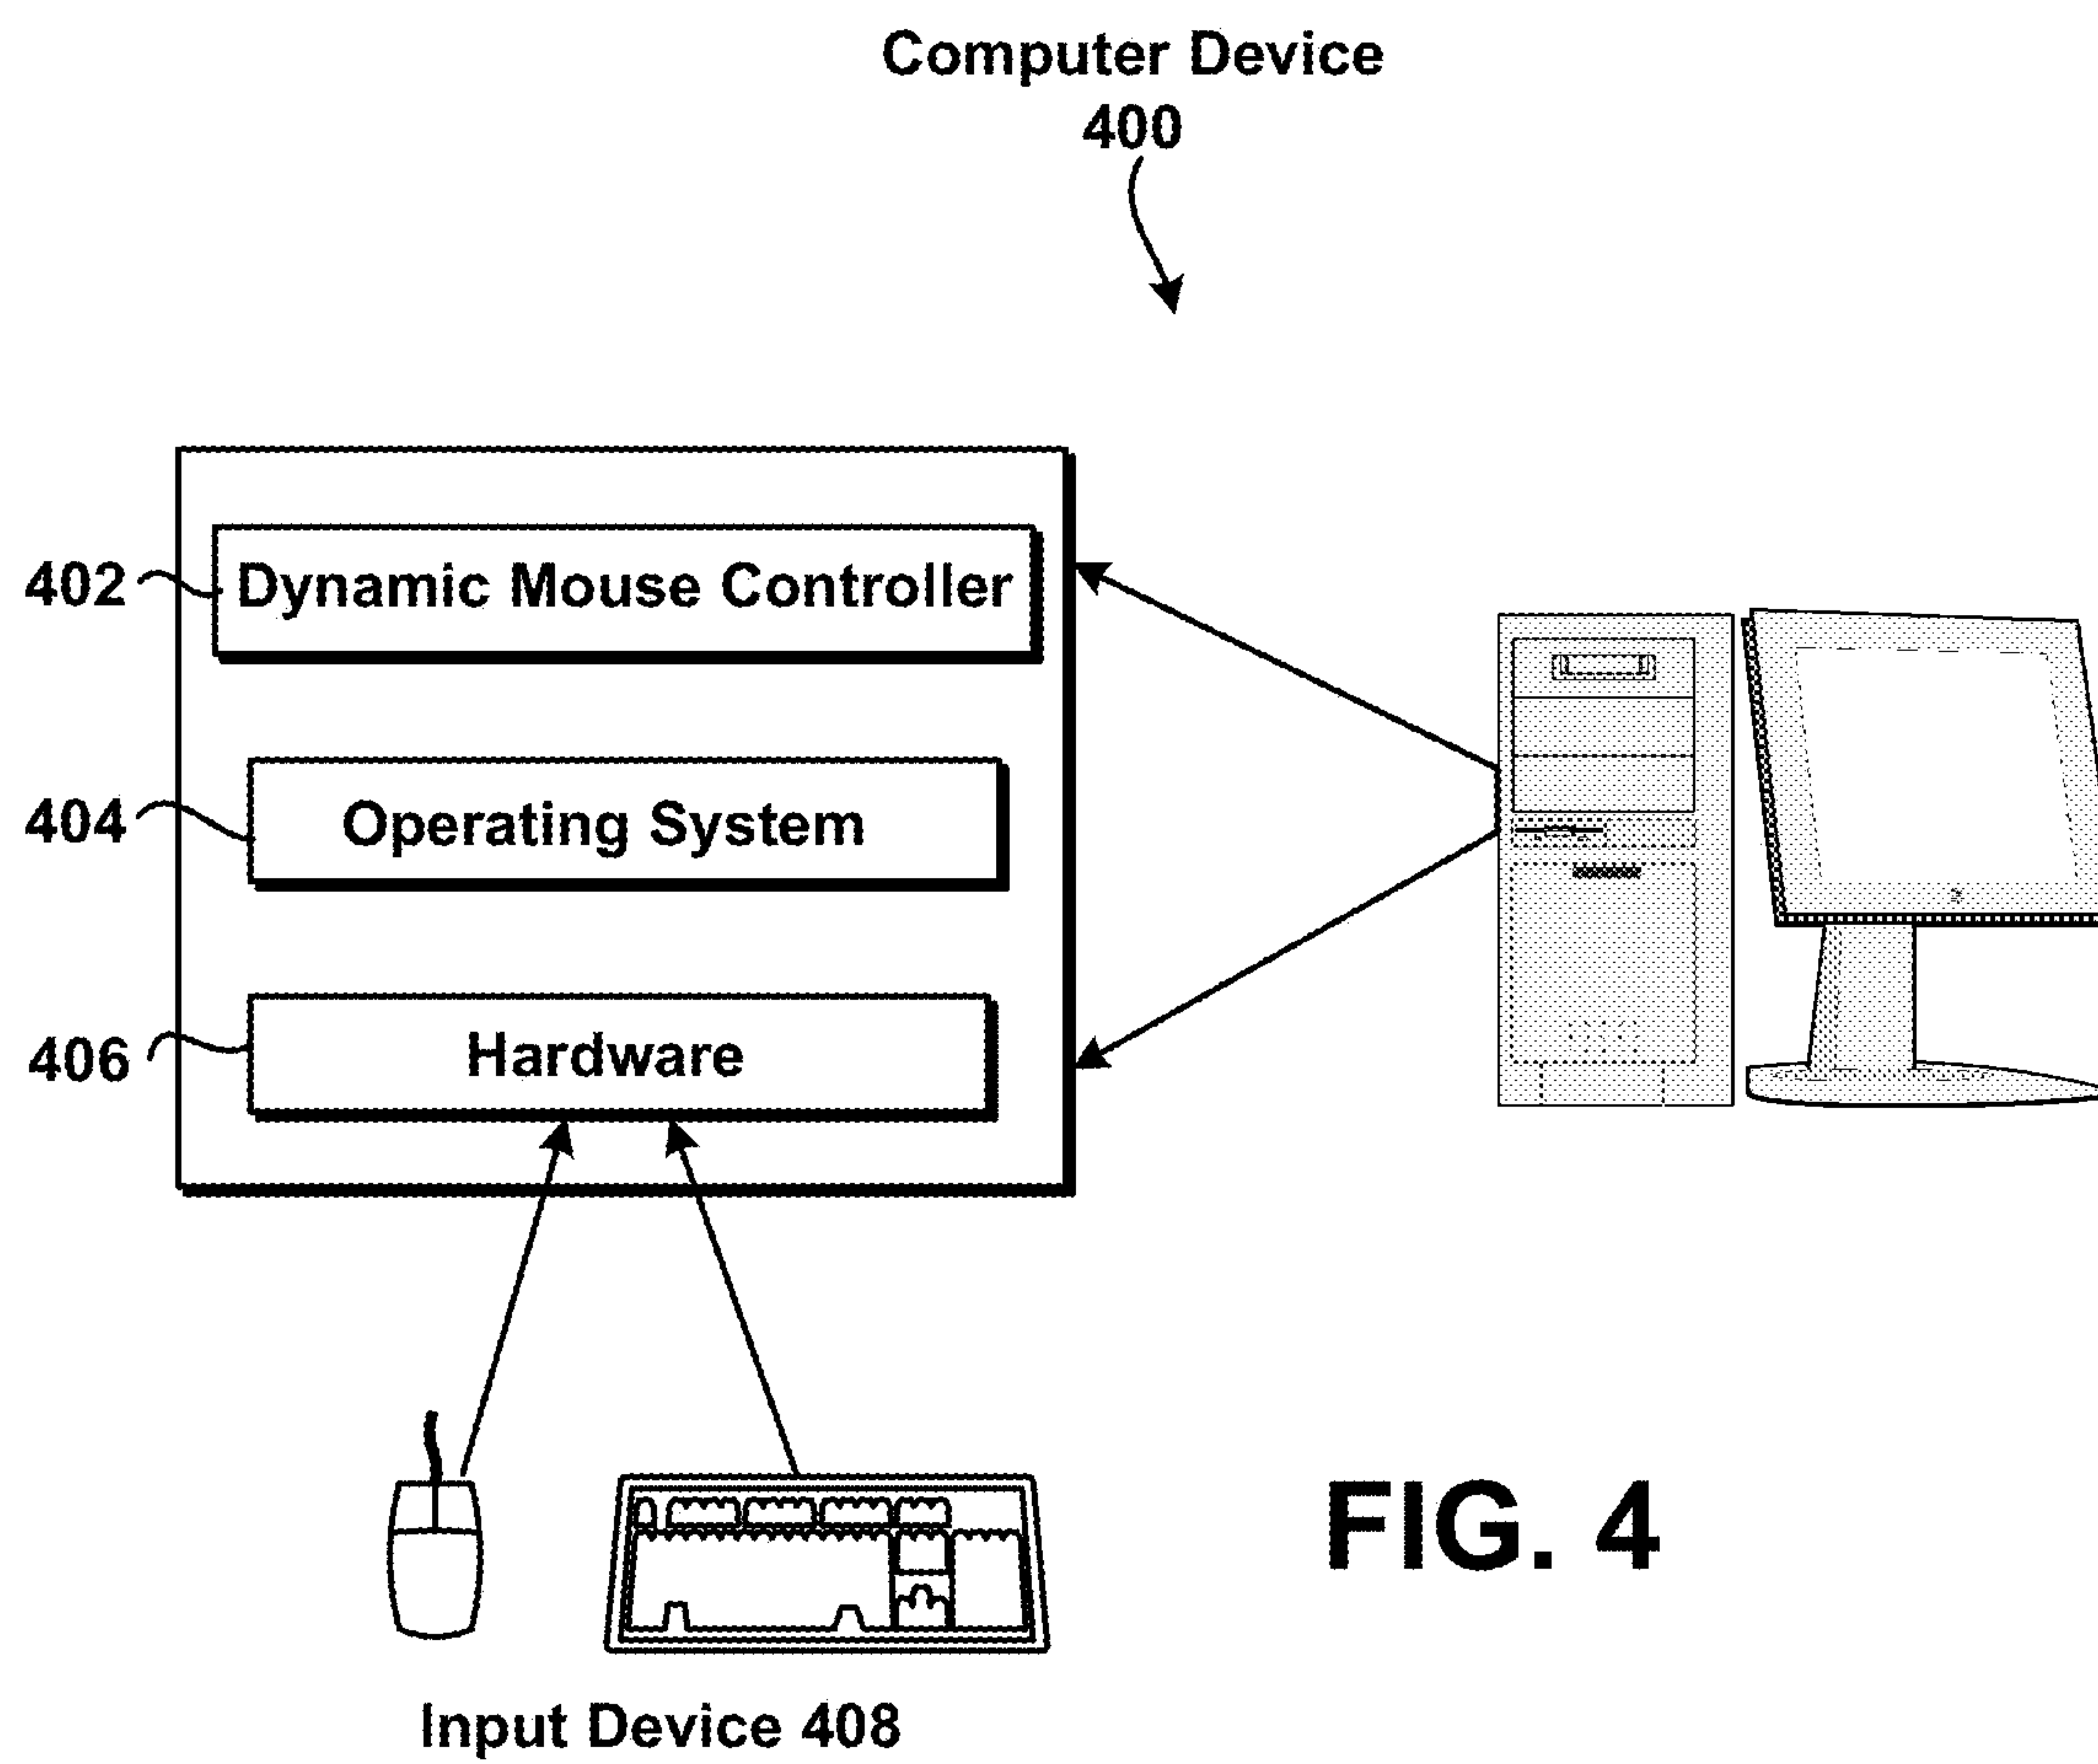 Computer Device
400
402
Dynamic Mouse Controller
404
Operating System
406
Hardware
FIG. 4
Input Device 408